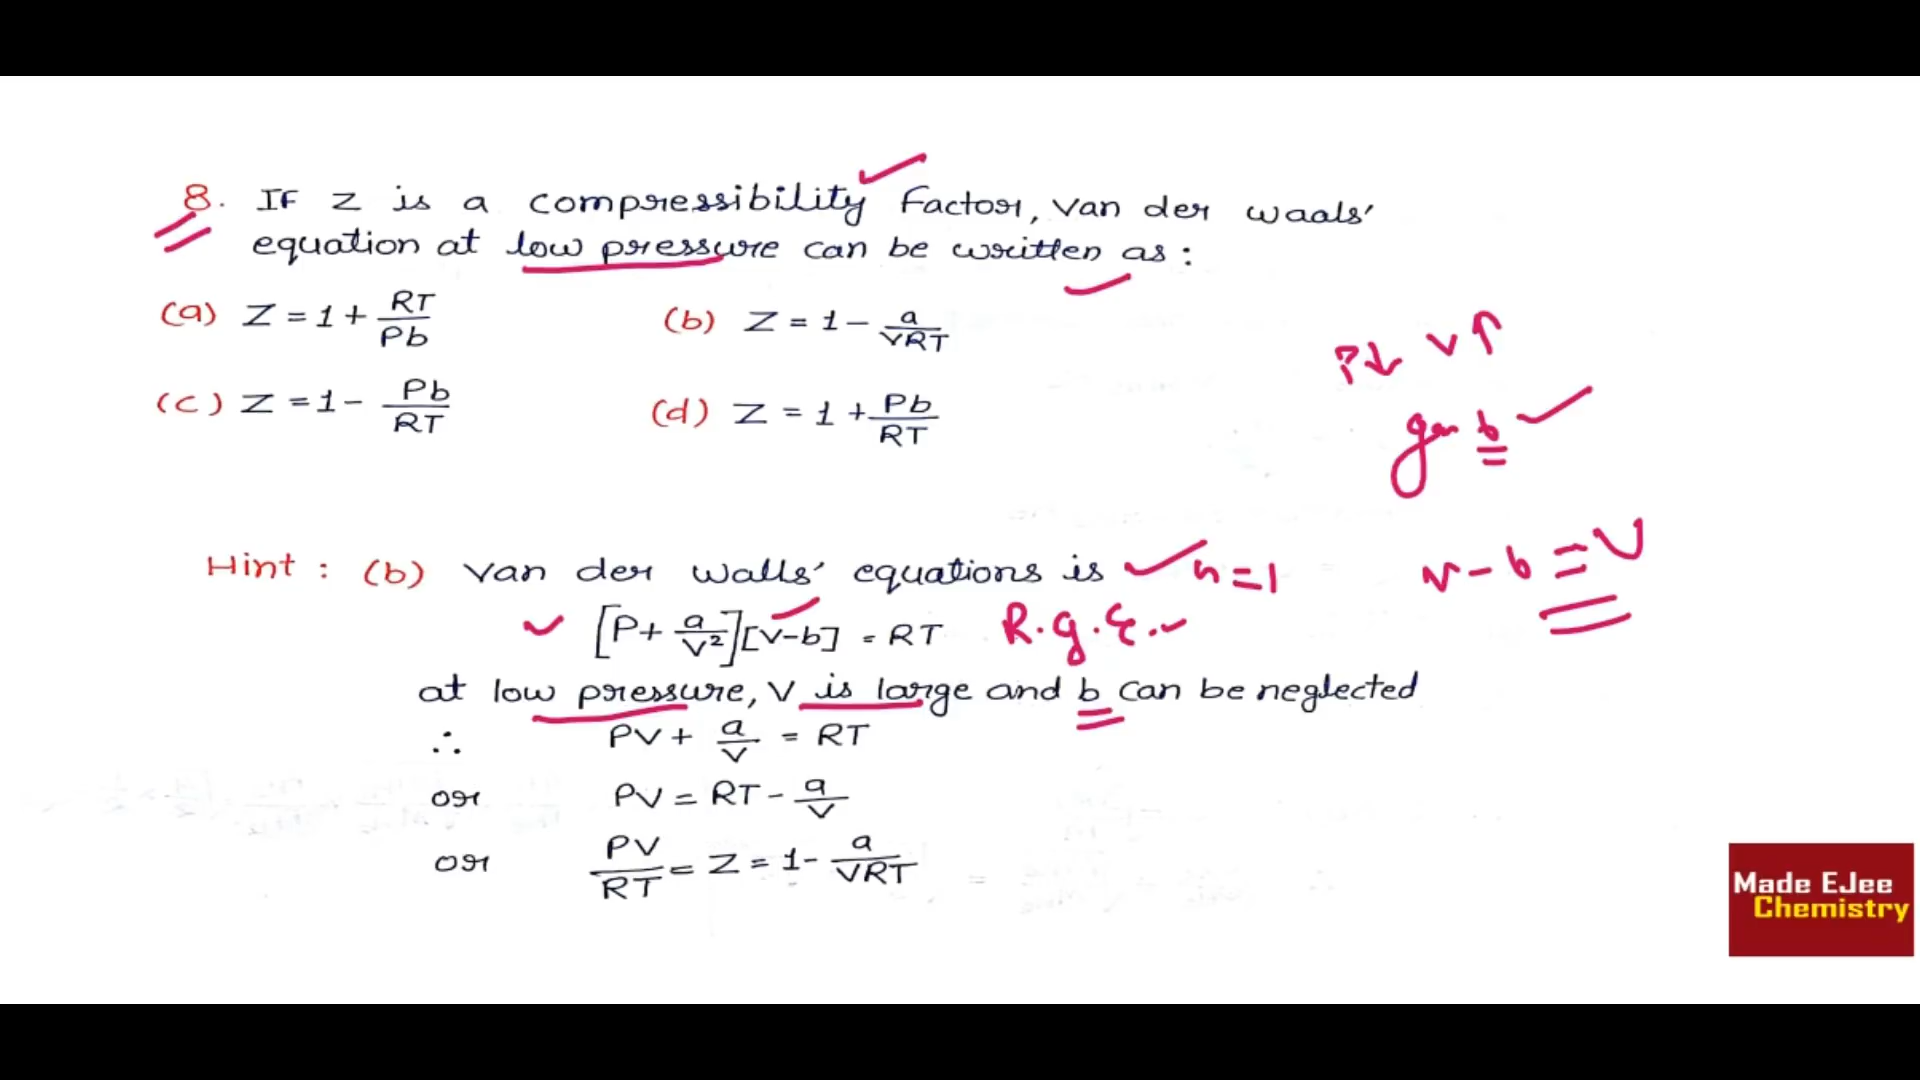 8. IF Z is a compressibility Factor, Van der waals'
equation at low pressure can be written as:
(a) Z = 1 + RT/Pb
(b) Z = 1 - a/VRT
(c) Z = 1 - Pb/RT
(d) Z = 1 + Pb/RT
P↓ V↑
b
Hint : (b) Van der walls' equations is n=1
v-b = V
[P+ a/V²][V-b] = RT R.g.E.
at low pressure, V is large and b can be neglected
∴ PV + a/V = RT
or PV = RT - a/V
or PV/RT = Z = 1 - a/VRT
Made EJee
Chemistry